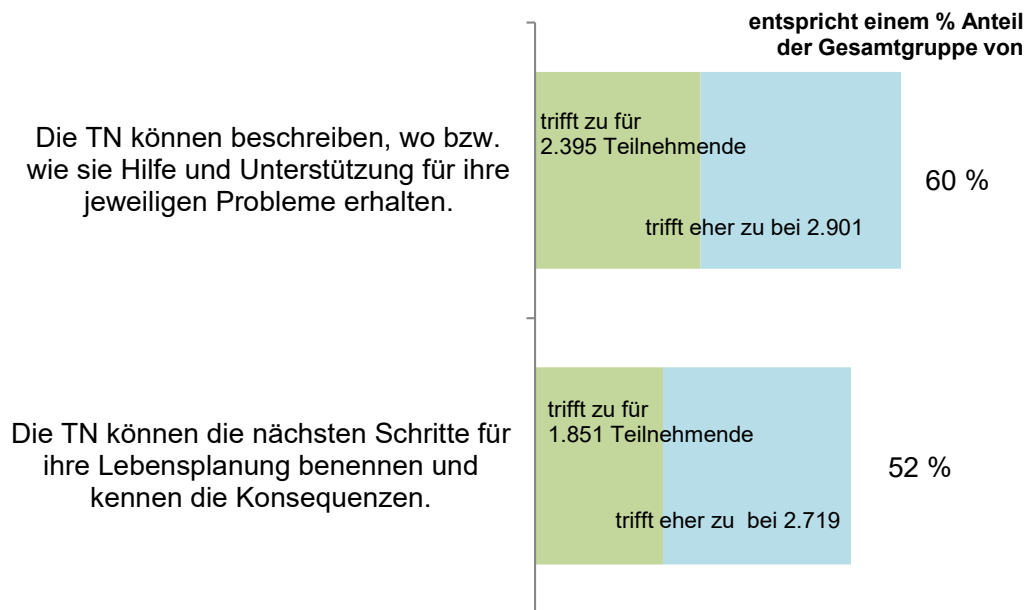 entspricht einem % Anteil
der Gesamtgruppe von
Die TN können beschreiben, wo bzw.
wie sie Hilfe und Unterstützung für ihre
jeweiligen Probleme erhalten.
trifft zu für
2.395 Teilnehmende
trifft eher zu bei 2.901
60 %
Die TN können die nächsten Schritte für
ihre Lebensplanung benennen und
kennen die Konsequenzen.
trifft zu für
1.851 Teilnehmende
trifft eher zu  bei 2.719
52 %